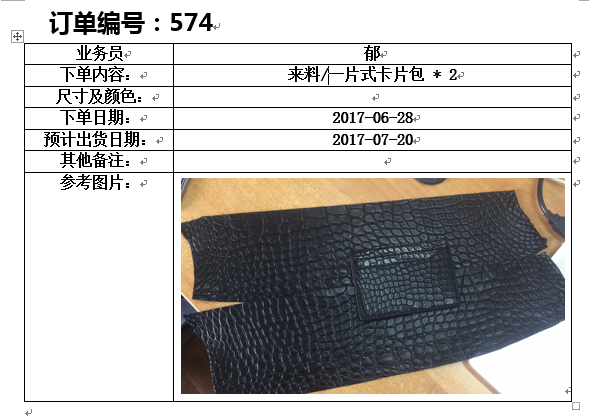 订单编号：574
业务员 郁
下单内容： 来料/一片式卡片包 * 2
尺寸及颜色：
下单日期： 2017-06-28
预计出货日期： 2017-07-20
其他备注：
参考图片：